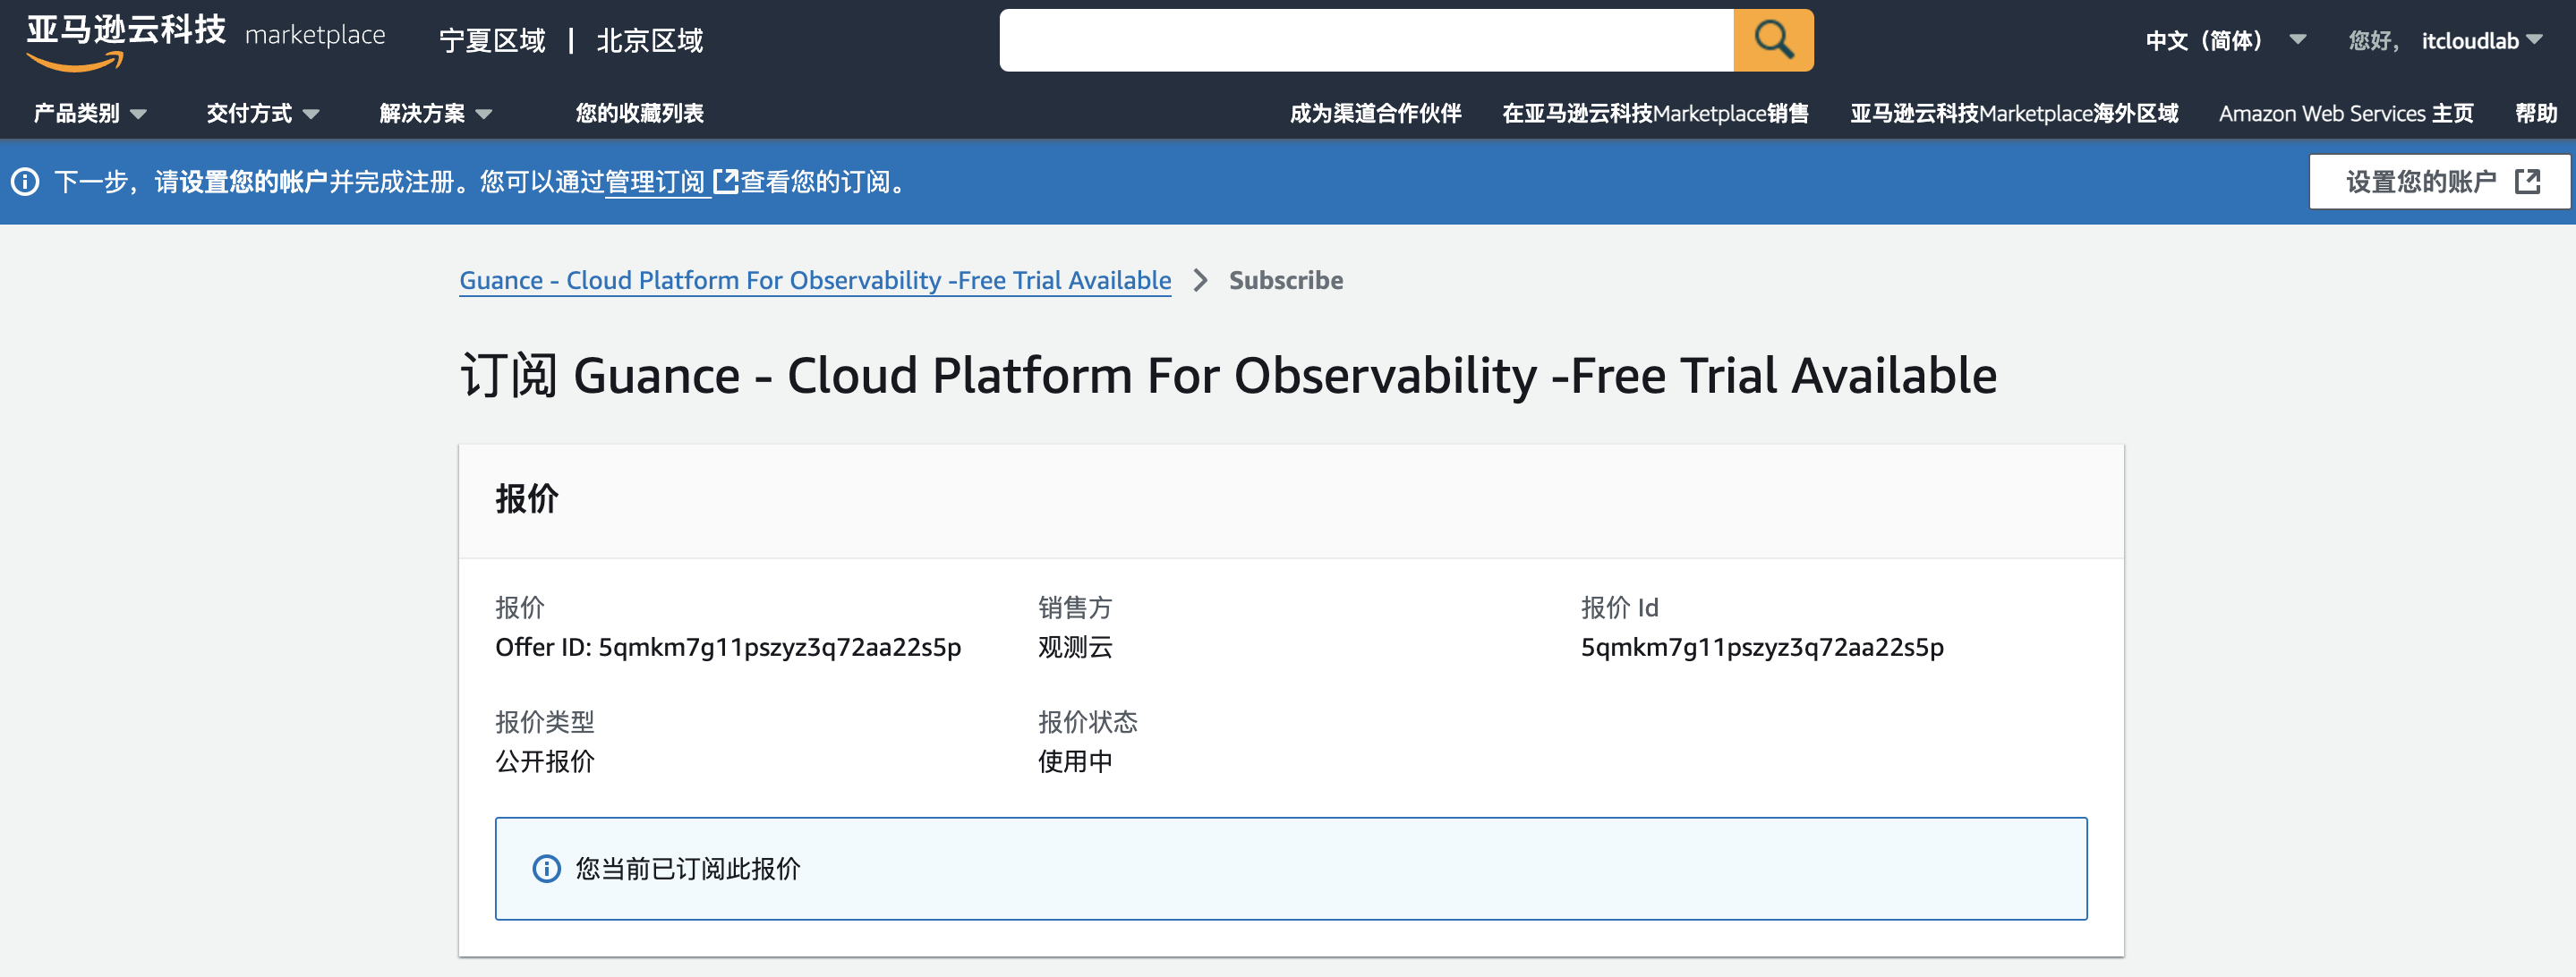 亚马逊云科技 marketplace 宁夏区域 | 北京区域 中文（简体） 您好， itcloudlab
产品类别 交付方式 解决方案 您的收藏列表 成为渠道合作伙伴 在亚马逊云科技Marketplace销售 亚马逊云科技Marketplace海外区域 Amazon Web Services 主页 帮助
下一步，请设置您的帐户并完成注册。您可以通过管理订阅查看您的订阅。 设置您的账户
Guance - Cloud Platform For Observability -Free Trial Available > Subscribe
订阅 Guance - Cloud Platform For Observability -Free Trial Available
报价
报价 销售方 报价 Id
Offer ID: 5qmkm7g11pszyz3q72aa22s5p 观测云 5qmkm7g11pszyz3q72aa22s5p
报价类型 报价状态
公开报价 使用中
您当前已订阅此报价